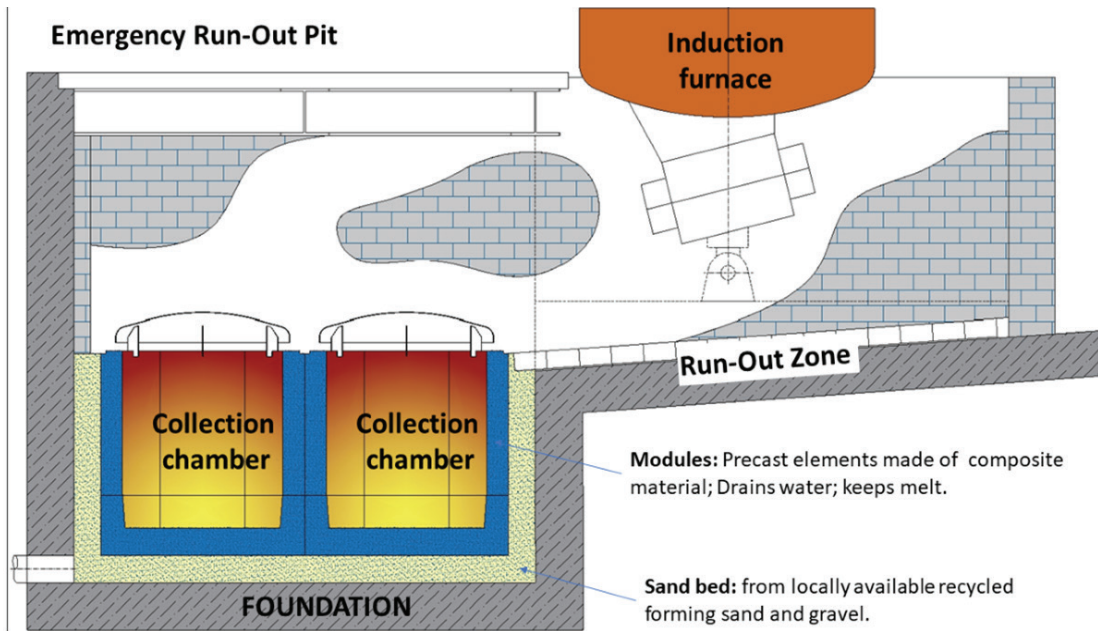 Emergency Run-Out Pit
Induction
furnace
Run-Out Zone
Collection
chamber
Collection
chamber
Modules: Precast elements made of composite
material; Drains water; keeps melt.
Sand bed: from locally available recycled
forming sand and gravel.
FOUNDATION